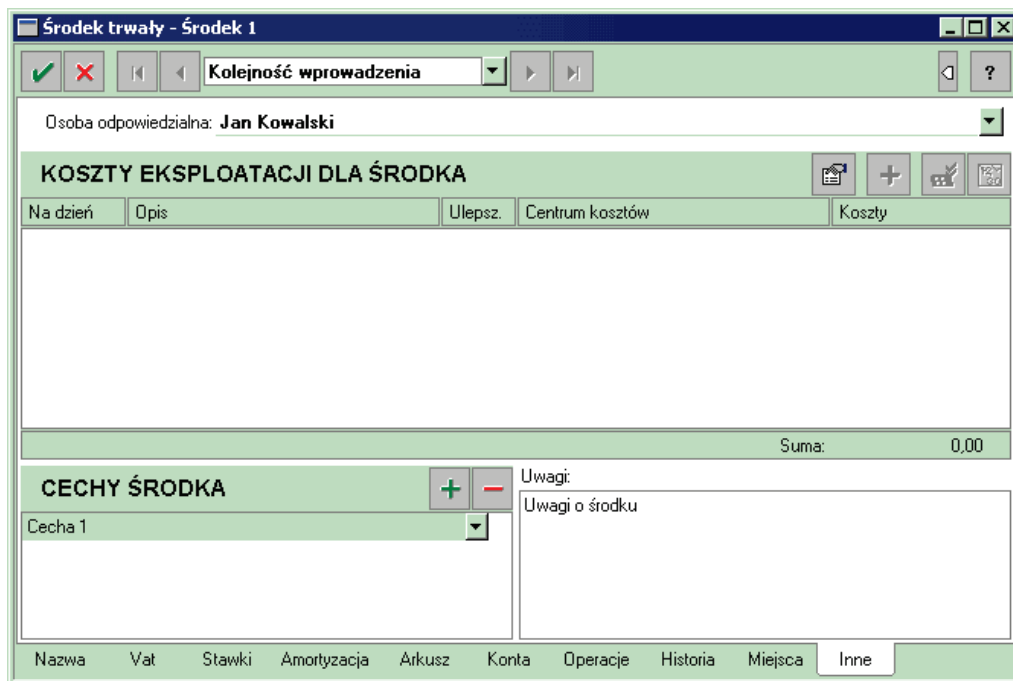 Środek trwały - Środek 1
Kolejność wprowadzenia ?
Osoba odpowiedzialna: Jan Kowalski
KOSZTY EKSPLOATACJI DLA ŚRODKA
Na dzień Opis Ulepsz. Centrum kosztów Koszty
Suma: 0,00
CECHY ŚRODKA
Cecha 1
Uwagi:
Uwagi o środku
Nazwa Vat Stawki Amortyzacja Arkusz Konta Operacje Historia Miejsca Inne